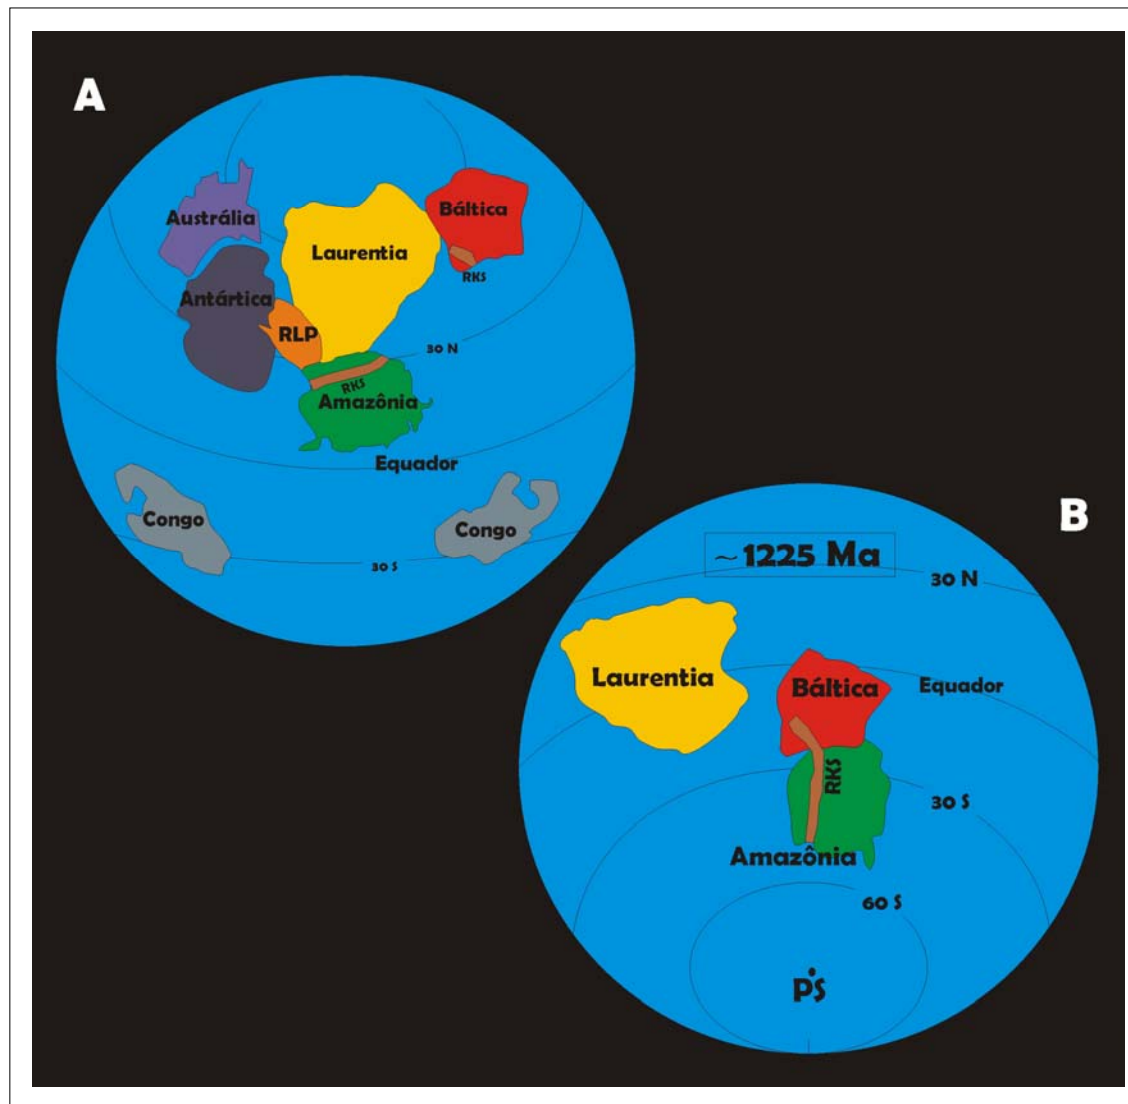 A
Austrália
Báltica
Laurentia
RKS
Antártica
RLP
30 N
RKS
Amazônia
Equador
Congo
Congo
30 S
B
~ 1225 Ma
30 N
Laurentia
Báltica
Equador
RKS
30 S
Amazônia
60 S
PS